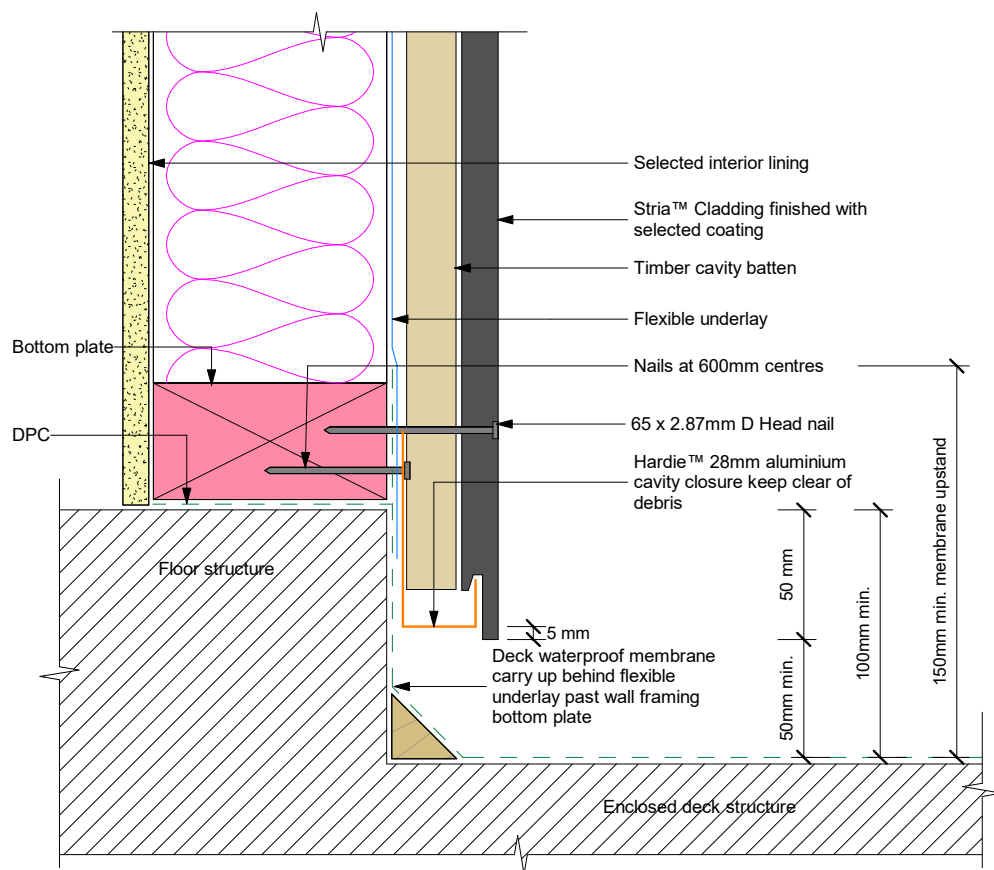 Selected interior lining
Stria™ Cladding finished with
selected coating
Timber cavity batten
Flexible underlay
Bottom plate
Nails at 600mm centres
65 x 2.87mm D Head nail
DPC
Hardie™ 28mm aluminium
cavity closure keep clear of
debris
Floor structure
50 mm
100mm min.
150mm min. membrane upstand
5 mm
Deck waterproof membrane
carry up behind flexible
underlay past wall framing
bottom plate
50mm min.
Enclosed deck structure